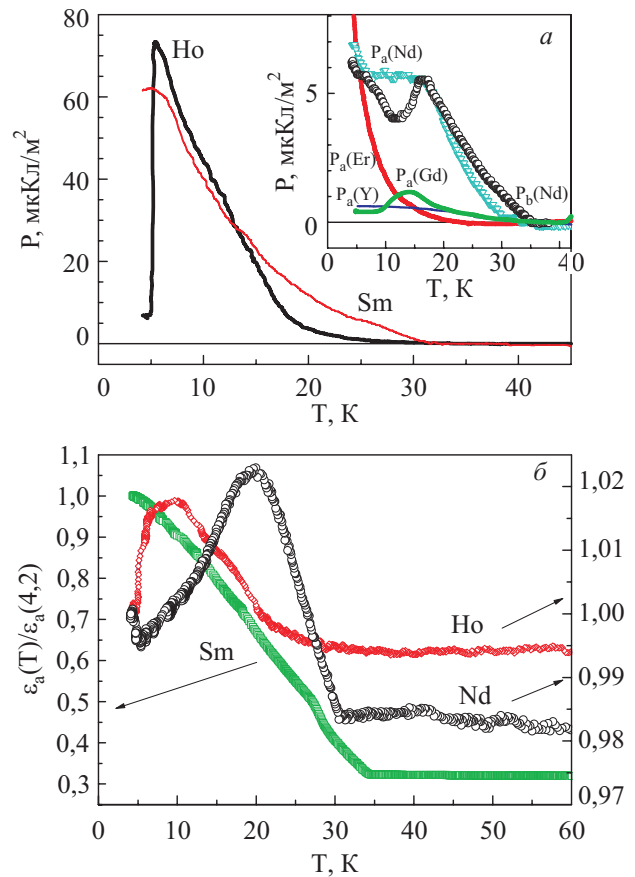 80
70
60
40
20
0
10
20
30
40
T, К
P, мкКл/м²
Ho
Sm
а
P, мкКл/м²
5
0
Pₐ(Nd)
Pₐ(Er)
Pₐ(Gd)
Pₐ(Y)
P_b(Nd)
10
20
30
40
T, К
б
1,1
1,0
0,9
0,8
0,7
0,6
0,5
0,4
0,3
εₐ(T)/εₐ(4,2)
1,02
1,01
1,00
0,99
0,98
0,97
Ho
Sm
Nd
0
10
20
30
40
50
60
T, К